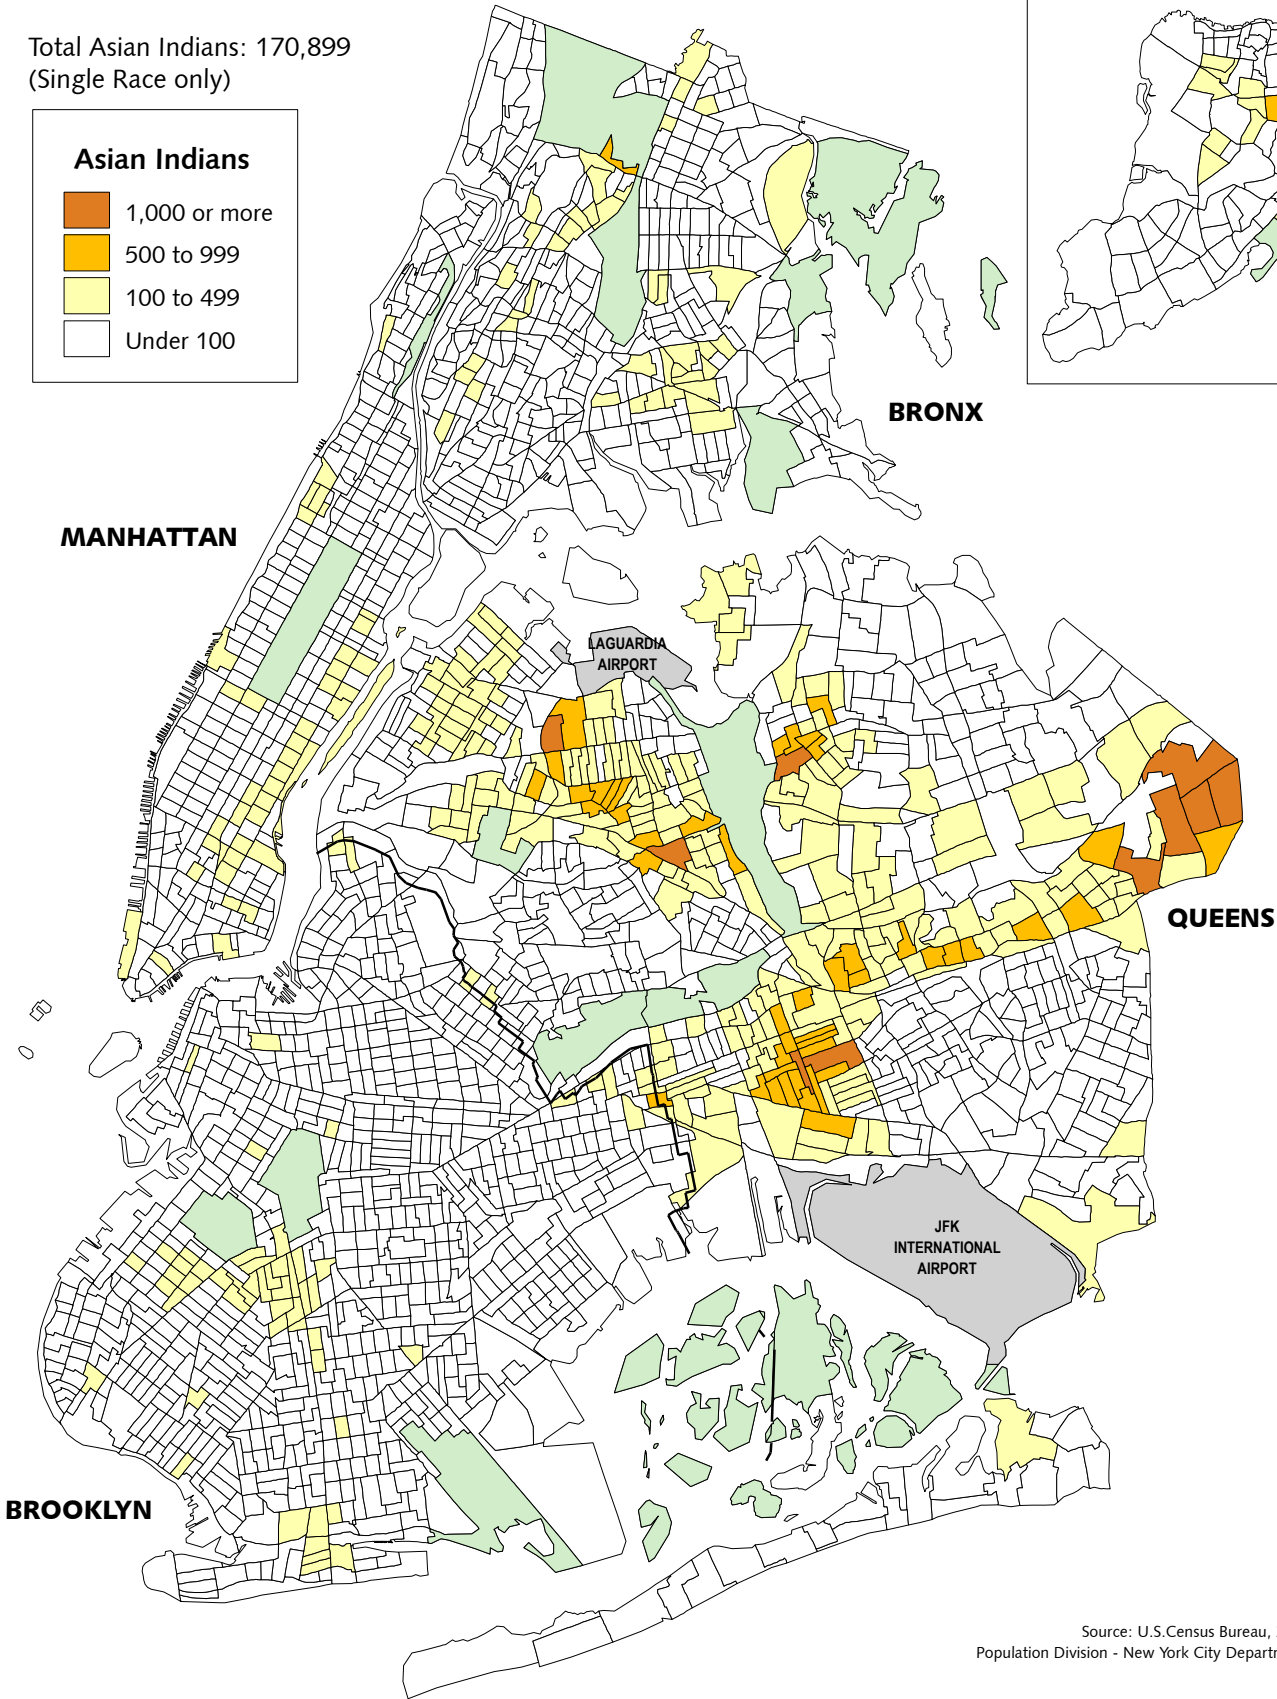 Total Asian Indians: 170,899
(Single Race only)
Asian Indians
1,000 or more
500 to 999
100 to 499
Under 100
BRONX
MANHATTAN
LAGUARDIA
AIRPORT
QUEENS
JFK
INTERNATIONAL
AIRPORT
BROOKLYN
Source: U.S.Census Bureau,
Population Division - New York City